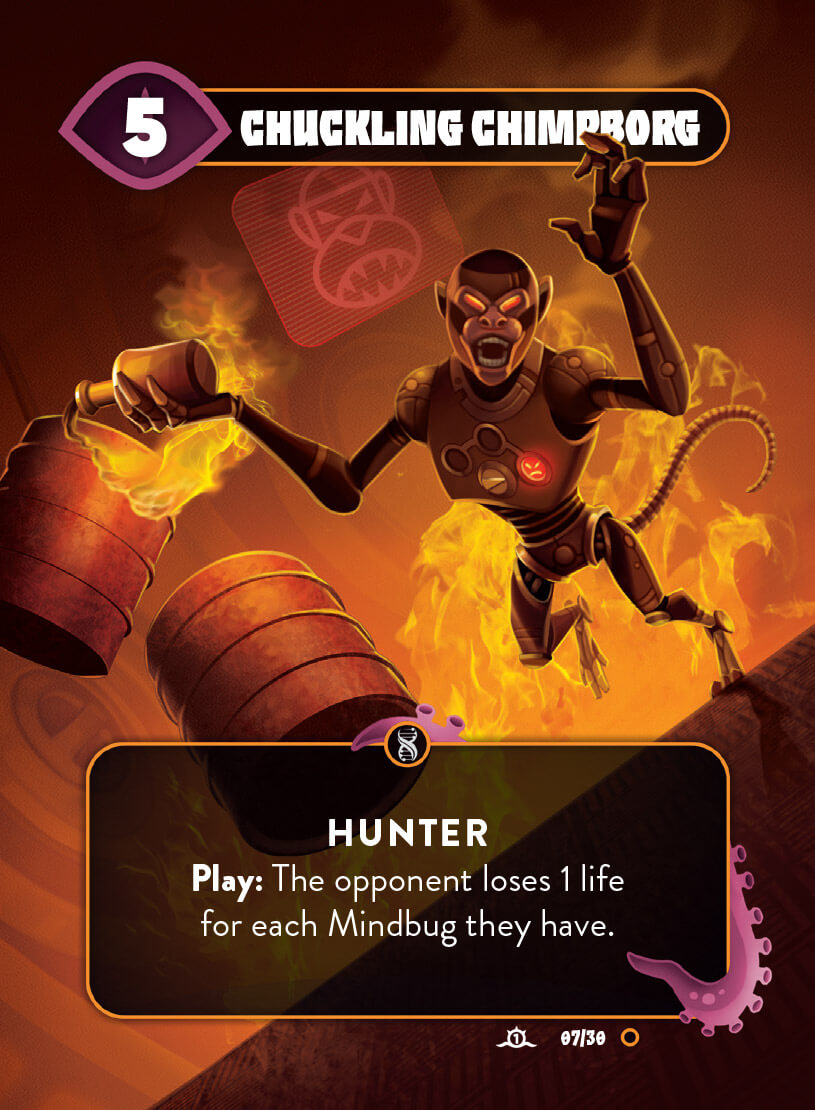 5
CHUCKLING CHIMPBORG
HUNTER
Play: The opponent loses 1 life
for each Mindbug they have.
1 07/30